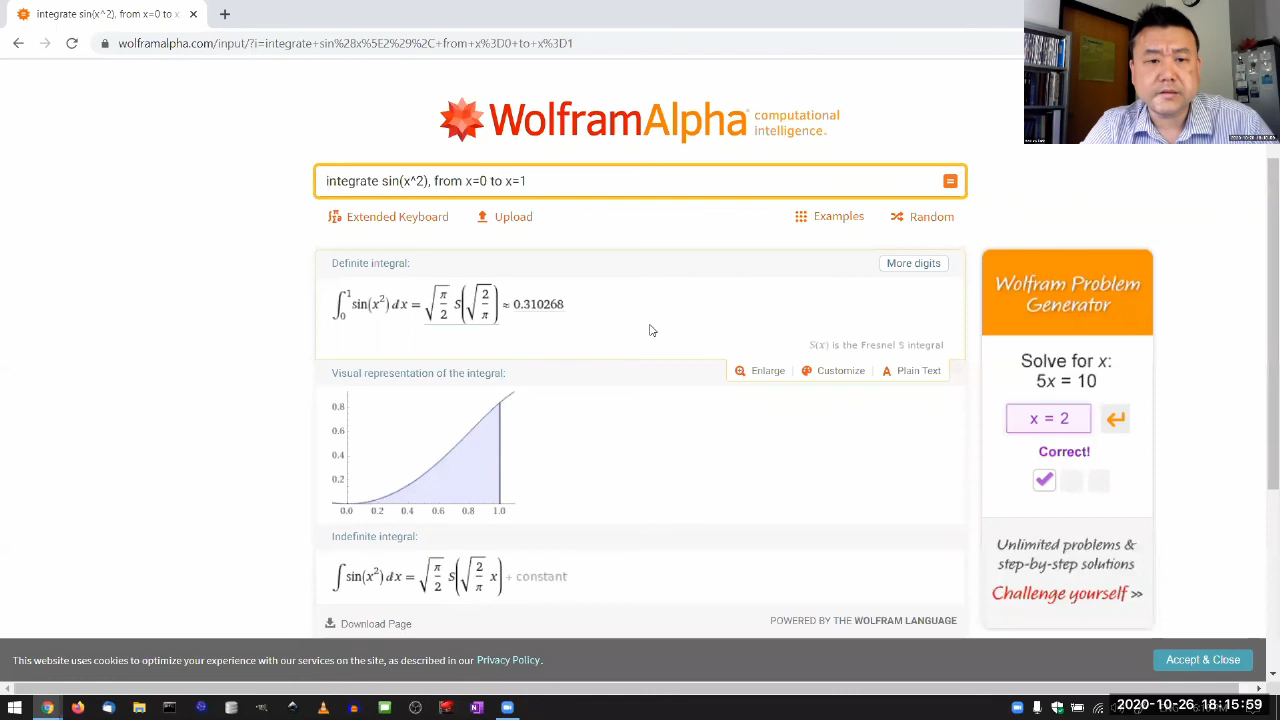 integrate sin(x^2), from x=0 to x
wolframalpha.com/input/?i=integrate+sin%28x%5E2%29%2C+from+x%3D0+to+x%3D1
WolframAlpha computational intelligence.
integrate sin(x^2), from x=0 to x=1
Extended Keyboard Upload Examples Random
Definite integral: More digits
∫₀¹ sin(x²) dx = √(π/2) S(√(2/π)) ≈ 0.310268
S(x) is the Fresnel S integral
Enlarge Customize Plain Text
Visual representation of the integral:
0.8
0.6
0.4
0.2
0.0 0.2 0.4 0.6 0.8 1.0
Indefinite integral:
∫ sin(x²) dx = √(π/2) S(√(2/π) x) + constant
Download Page POWERED BY THE WOLFRAM LANGUAGE
Wolfram Problem
Generator
Solve for x:
5x = 10
x = 2
Correct!
Unlimited problems &
step-by-step solutions
Challenge yourself >>
This website uses cookies to optimize your experience with our services on the site, as described in our Privacy Policy. Accept & Close
2020-10-26 18:15:59